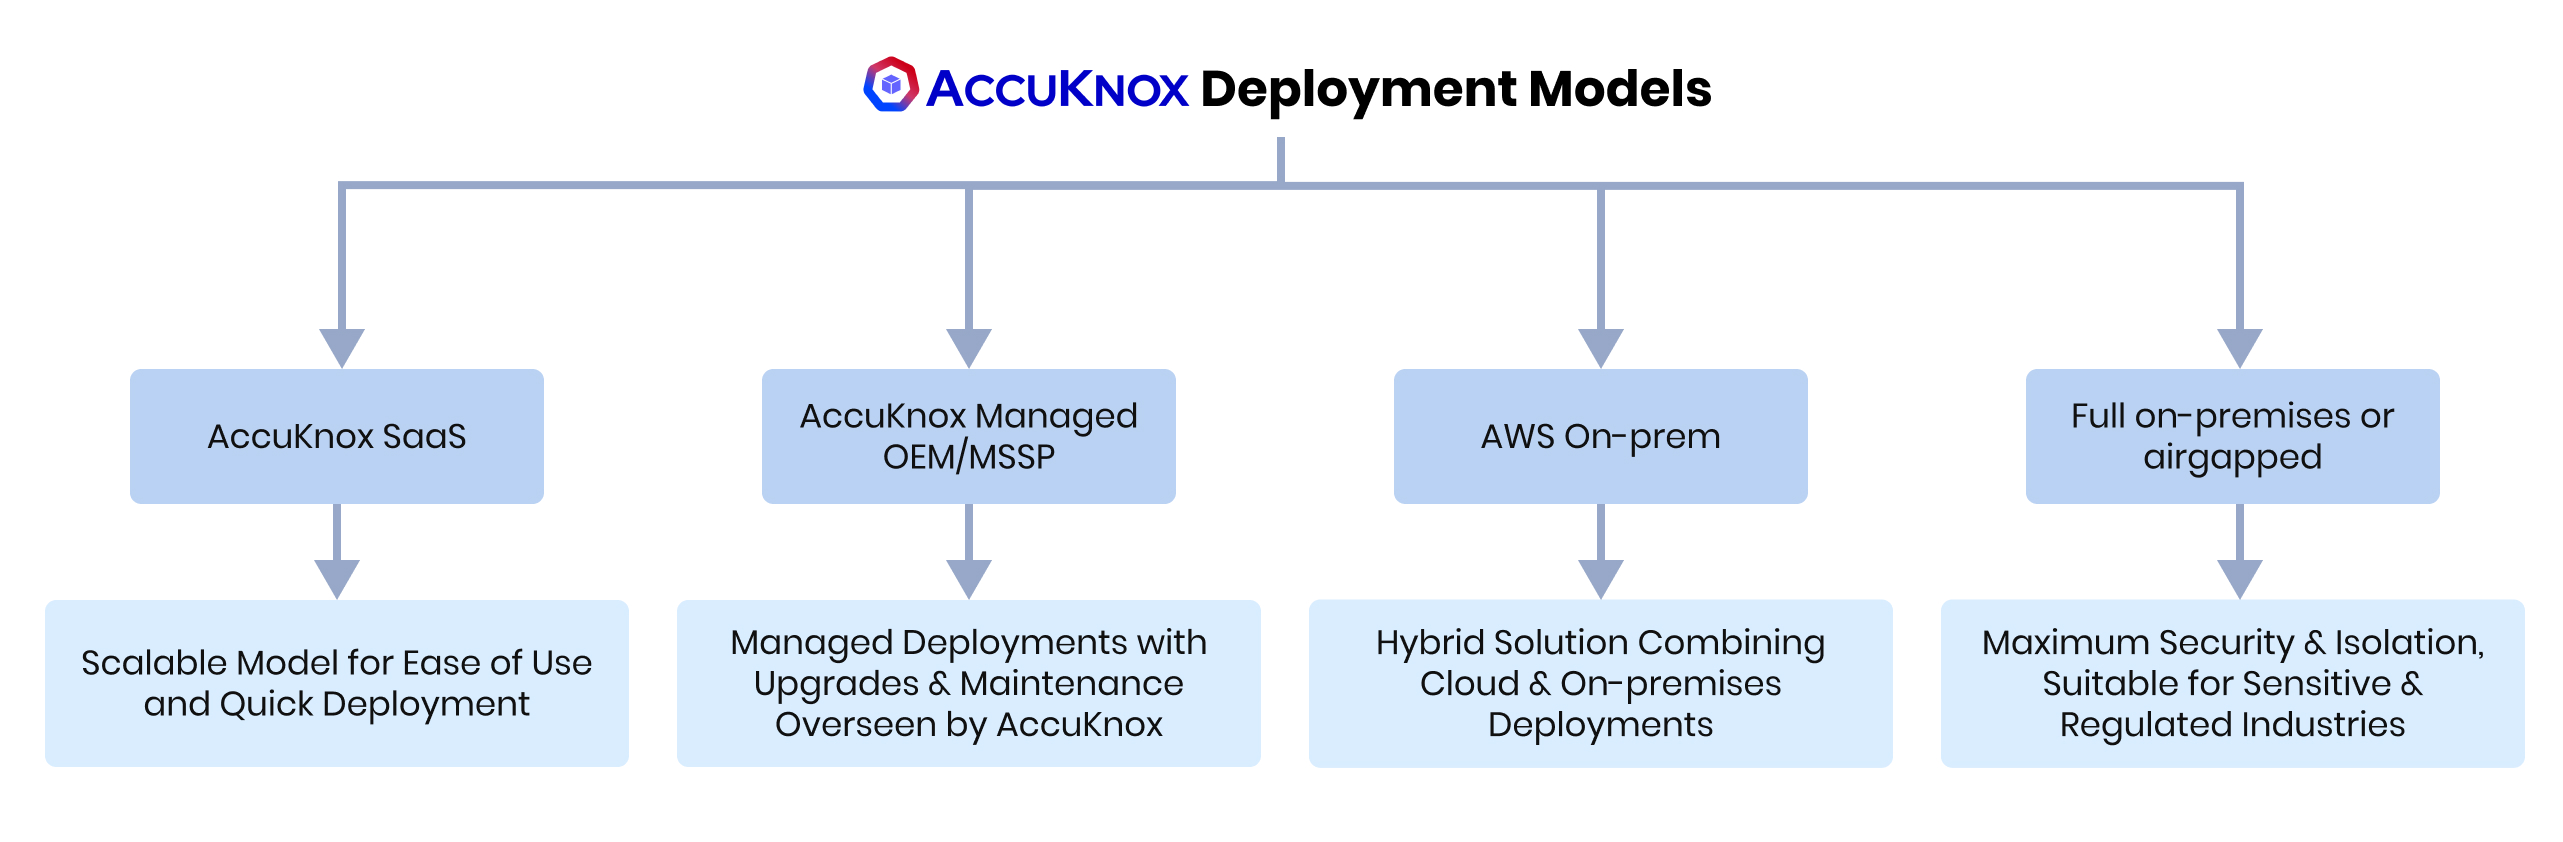 ACCUKNOX Deployment Models
AccuKnox SaaS
AccuKnox Managed
OEM/MSSP
AWS On-prem
Full on-premises or
airgapped
Scalable Model for Ease of Use
and Quick Deployment
Managed Deployments with
Upgrades & Maintenance
Overseen by AccuKnox
Hybrid Solution Combining
Cloud & On-premises
Deployments
Maximum Security & Isolation,
Suitable for Sensitive &
Regulated Industries